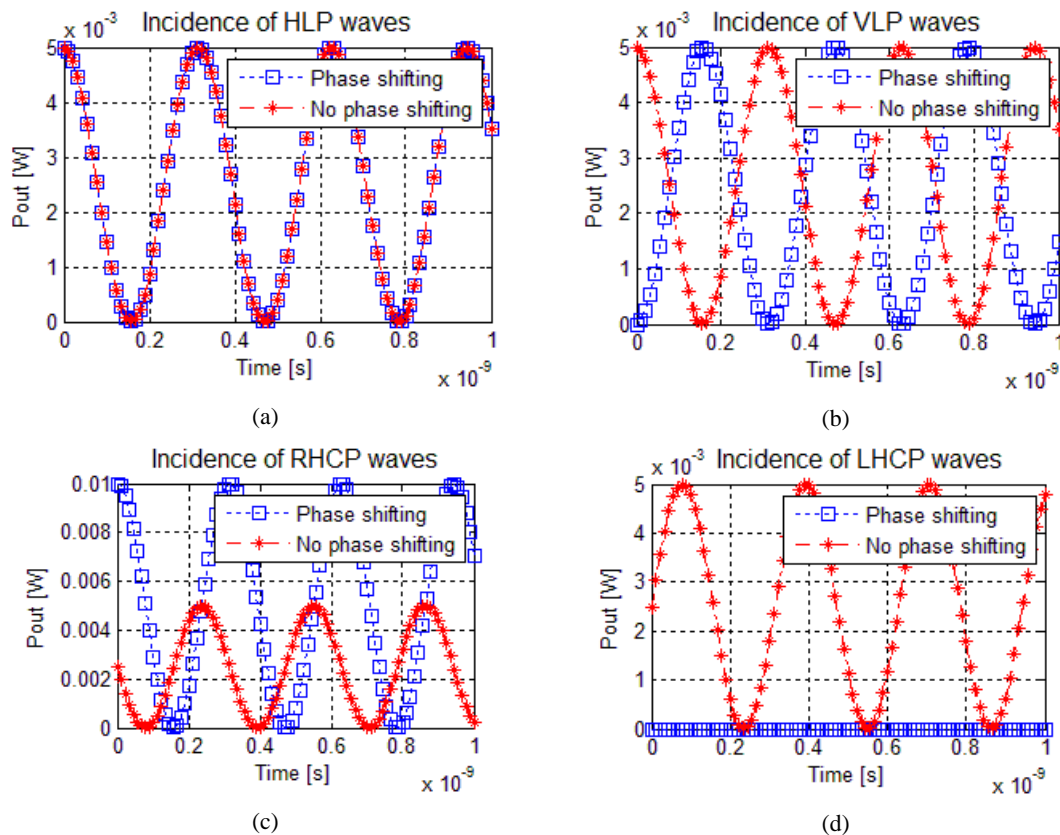 Incidence of HLP waves
x 10^-3
Pout [W]
5
4
3
2
1
0
Phase shifting
No phase shifting
0 0.2 0.4 0.6 0.8 1
Time [s]
x 10^-9
(a)
Incidence of VLP waves
x 10^-3
Pout [W]
5
4
3
2
1
0
Phase shifting
No phase shifting
0 0.2 0.4 0.6 0.8 1
Time [s]
x 10^-9
(b)
Incidence of RHCP waves
Pout [W]
0.01
0.008
0.006
0.004
0.002
0
Phase shifting
No phase shifting
0 0.2 0.4 0.6 0.8 1
Time [s]
x 10^-9
(c)
Incidence of LHCP waves
x 10^-3
Pout [W]
5
4
3
2
1
0
Phase shifting
No phase shifting
0 0.2 0.4 0.6 0.8 1
Time [s]
x 10^-9
(d)